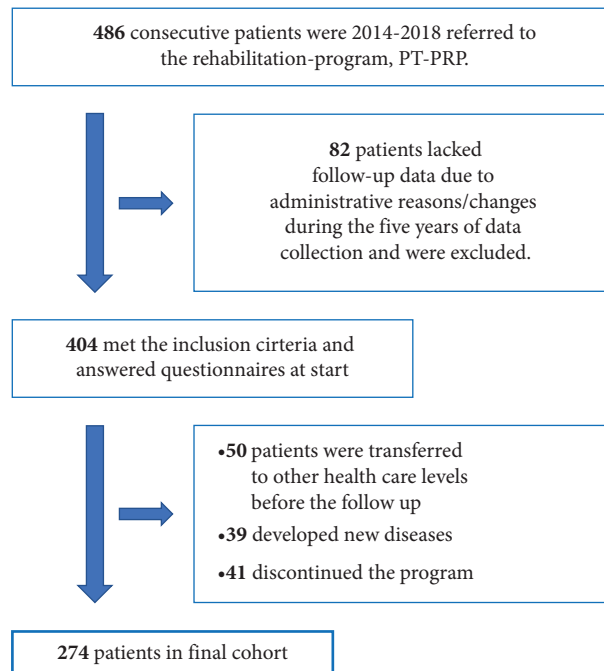 486 consecutive patients were 2014-2018 referred to
the rehabilitation-program, PT-PRP.
82 patients lacked
follow-up data due to
administrative reasons/changes
during the five years of data
collection and were excluded.
404 met the inclusion cirteria and
answered questionnaires at start
•50 patients were transferred
to other health care levels
before the follow up
•39 developed new diseases
•41 discontinued the program
274 patients in final cohort